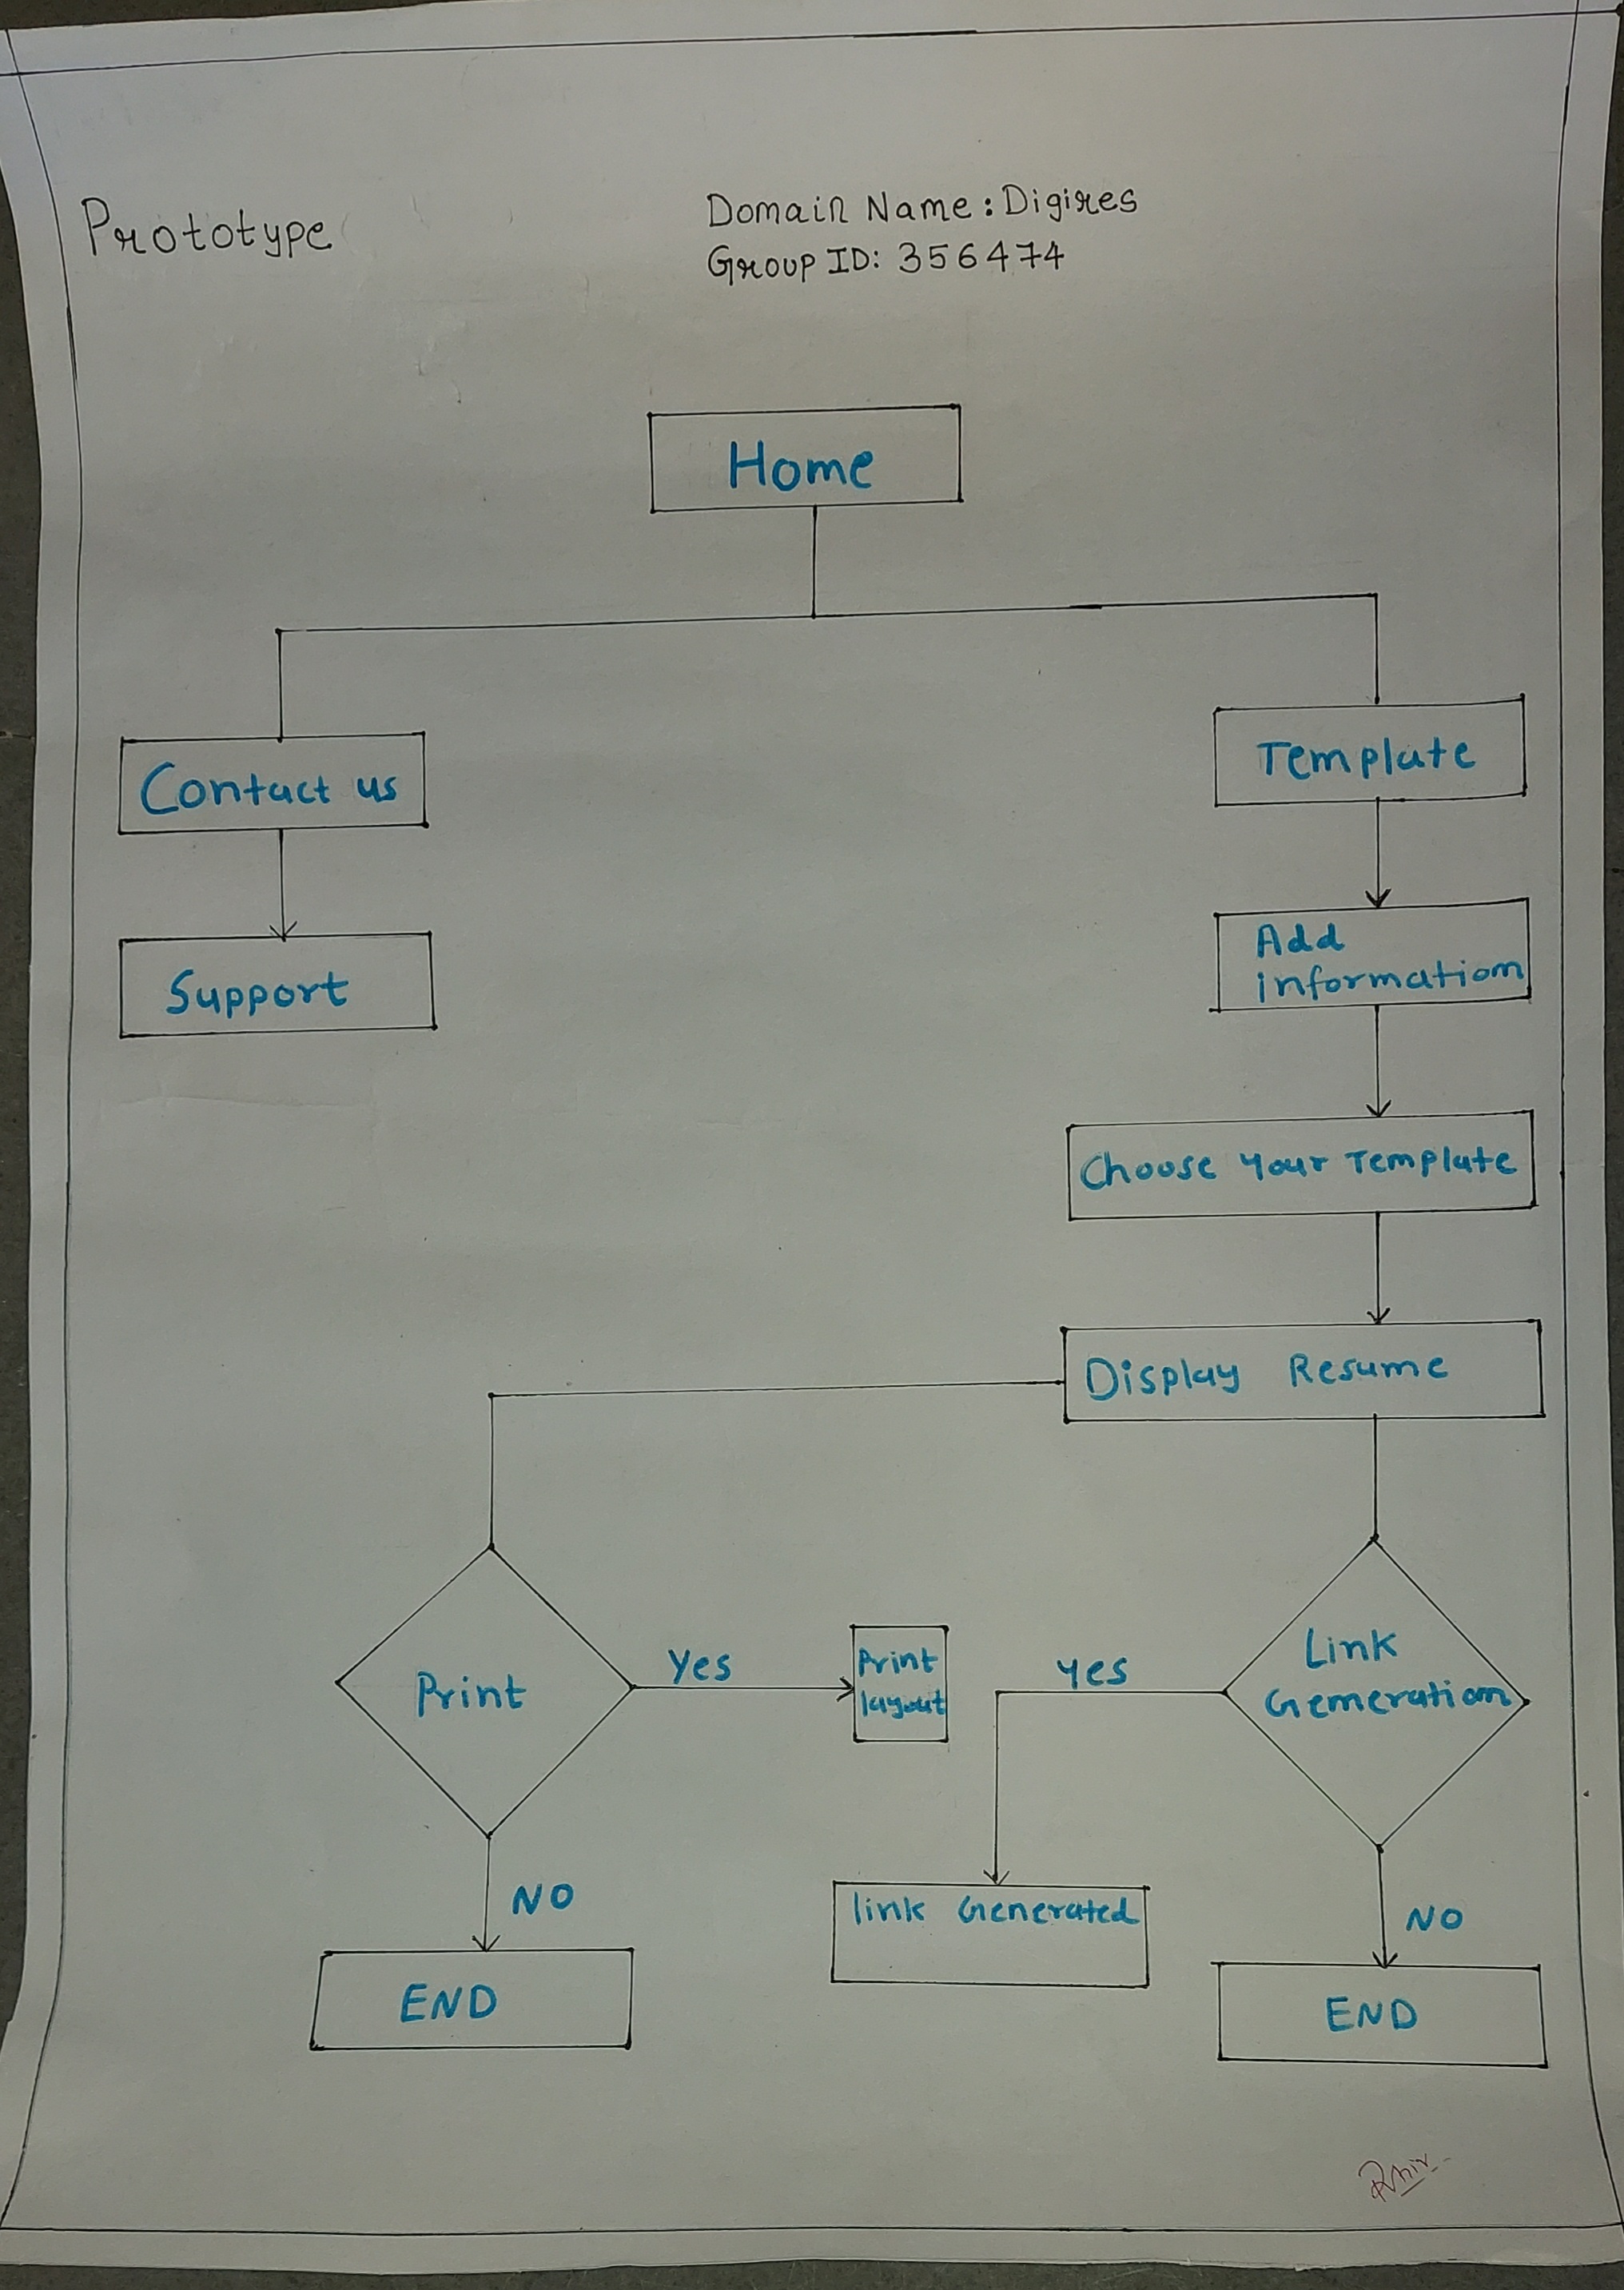 Prototype
Domain Name: Digires
Group ID: 356474
Home
Contact us
Template
Support
Add
information
Choose Your Template
Display Resume
Print
Yes
Print
layout
Yes
Link
Generation
NO
link Generated
NO
END
END